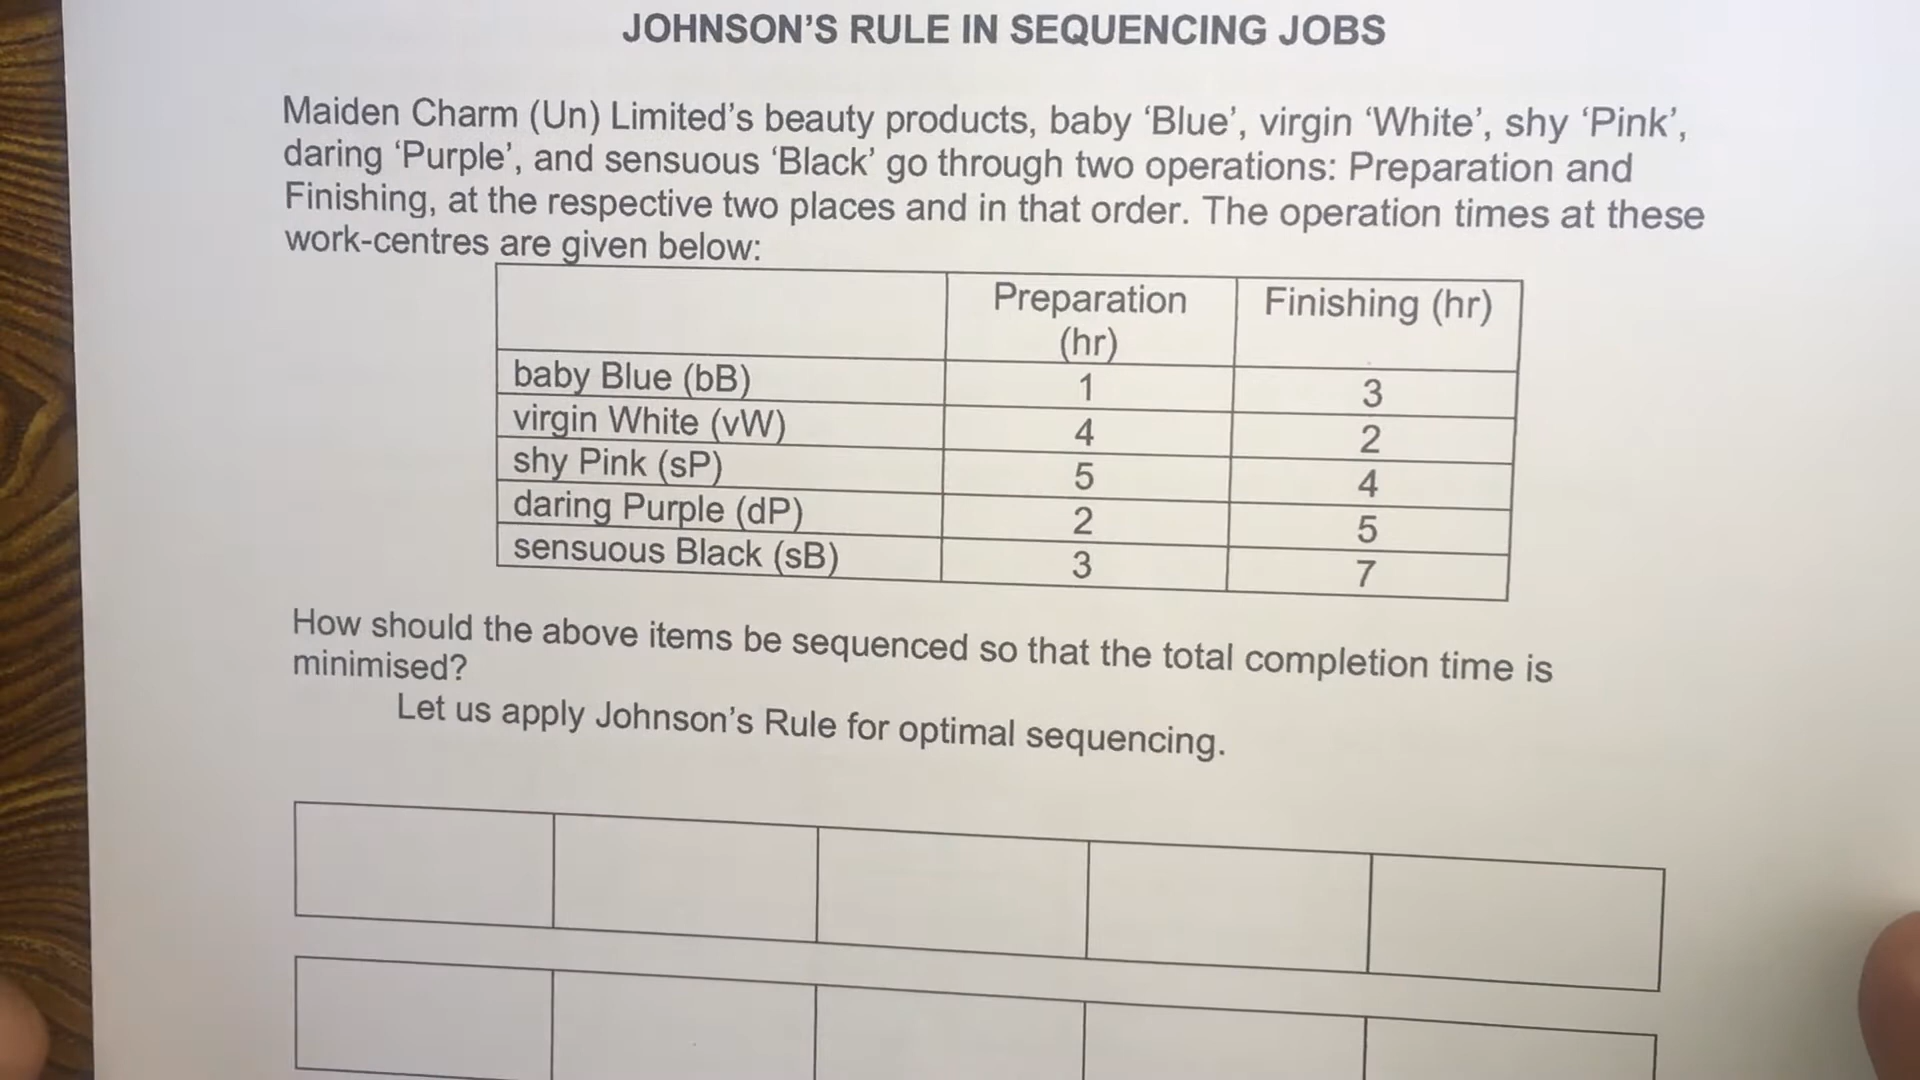 JOHNSON'S RULE IN SEQUENCING JOBS
Maiden Charm (Un) Limited's beauty products, baby ‘Blue’, virgin ‘White’, shy ‘Pink’,
daring ‘Purple’, and sensuous ‘Black’ go through two operations: Preparation and
Finishing, at the respective two places and in that order. The operation times at these
work-centres are given below:
Preparation (hr) Finishing (hr)
baby Blue (bB) 1 3
virgin White (vW) 4 2
shy Pink (sP) 5 4
daring Purple (dP) 2 5
sensuous Black (sB) 3 7
How should the above items be sequenced so that the total completion time is
minimised?
Let us apply Johnson's Rule for optimal sequencing.